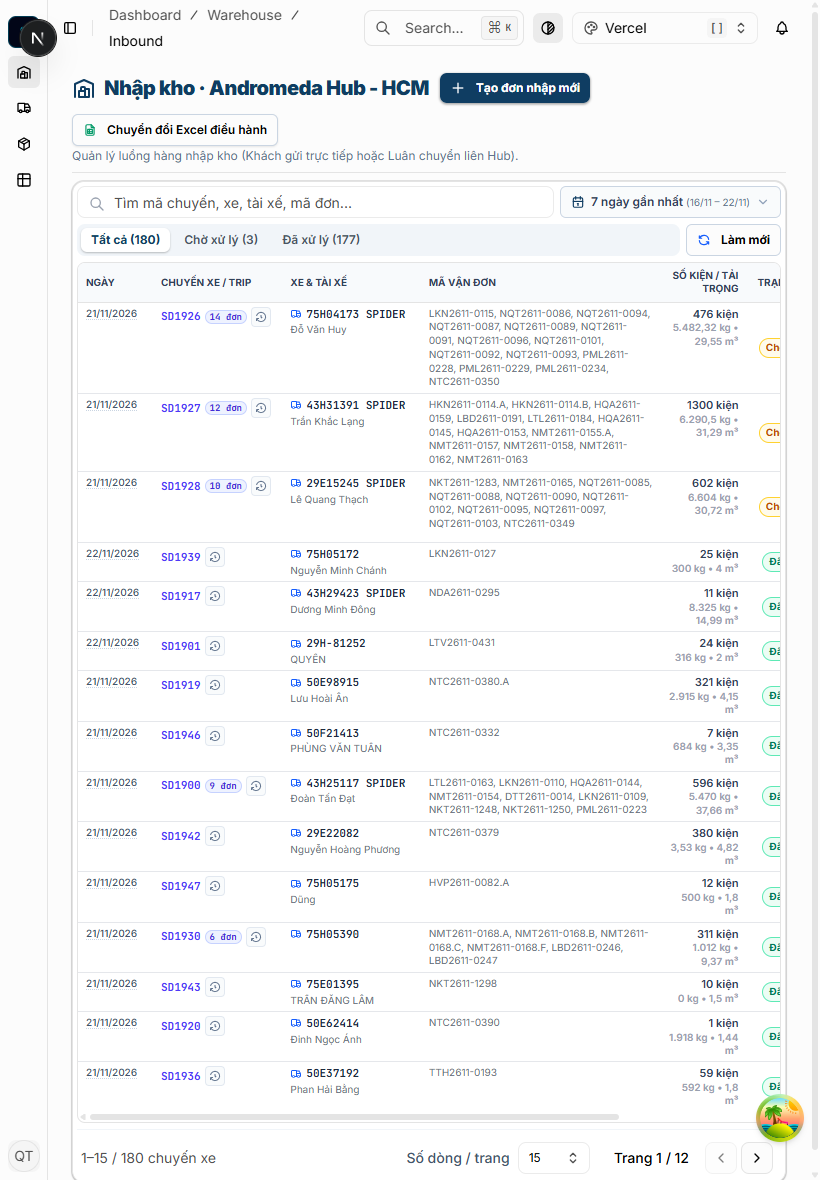 Dashboard / Warehouse /
Inbound
Search... ⌘ K
Vercel [ ]
N
Nhập kho · Andromeda Hub - HCM
+ Tạo đơn nhập mới
Chuyển đổi Excel điều hành
Quản lý luồng hàng nhập kho (Khách gửi trực tiếp hoặc Luân chuyển liên Hub).
Tìm mã chuyến, xe, tài xế, mã đơn...
7 ngày gần nhất (16/11 – 22/11)
Tất cả (180) Chờ xử lý (3) Đã xử lý (177)
Làm mới
NGÀY CHUYẾN XE / TRIP XE & TÀI XẾ MÃ VẬN ĐƠN SỐ KIỆN / TẢI TRỌNG TRẠ
21/11/2026 SD1926 14 đơn 75H04173 SPIDER
Đỗ Văn Huy
LKN2611-0115, NQT2611-0086, NQT2611-0094,
NQT2611-0087, NQT2611-0089, NQT2611-
0091, NQT2611-0096, NQT2611-0101,
NQT2611-0092, NQT2611-0093, PML2611-
0228, PML2611-0229, PML2611-0234,
NTC2611-0350
476 kiện
5.482,32 kg •
29,55 m³
Ch
21/11/2026 SD1927 12 đơn 43H31391 SPIDER
Trần Khắc Lạng
HKN2611-0114.A, HKN2611-0114.B, HQA2611-
0159, LBD2611-0191, LTL2611-0184, HQA2611-
0145, HQA2611-0153, NMT2611-0155.A,
NMT2611-0157, NMT2611-0158, NMT2611-
0162, NMT2611-0163
1300 kiện
6.290,5 kg •
31,29 m³
Ch
21/11/2026 SD1928 10 đơn 29E15245 SPIDER
Lê Quang Thạch
NKT2611-1283, NMT2611-0165, NQT2611-0085,
NQT2611-0088, NQT2611-0090, NQT2611-
0102, NQT2611-0095, NQT2611-0097,
NQT2611-0103, NTC2611-0349
602 kiện
6.604 kg •
30,72 m³
Ch
22/11/2026 SD1939 75H05172
Nguyễn Minh Chánh
LKN2611-0127
25 kiện
300 kg • 4 m³
Đã
22/11/2026 SD1917 43H29423 SPIDER
Dương Minh Đông
NDA2611-0295
11 kiện
8.325 kg •
14,99 m³
Đã
22/11/2026 SD1901 29H-81252
QUYỀN
LTV2611-0431
24 kiện
316 kg • 2 m³
Đã
21/11/2026 SD1919 50E98915
Lưu Hoài Ân
NTC2611-0380.A
321 kiện
2.915 kg • 4,15
m³
Đã
21/11/2026 SD1946 50F21413
PHÙNG VĂN TUẤN
NTC2611-0332
7 kiện
684 kg • 3,35
m³
Đã
21/11/2026 SD1900 9 đơn 43H25117 SPIDER
Đoàn Tấn Đạt
LTL2611-0163, LKN2611-0110, HQA2611-0144,
NMT2611-0154, DTT2611-0014, LKN2611-0109,
NKT2611-1248, NKT2611-1250, PML2611-0223
596 kiện
5.470 kg •
37,66 m³
Đã
21/11/2026 SD1942 29E22082
Nguyễn Hoàng Phương
NTC2611-0379
380 kiện
3,53 kg • 4,82
m³
Đã
21/11/2026 SD1947 75H05175
Dũng
HVP2611-0082.A
12 kiện
500 kg • 1,8
m³
Đã
21/11/2026 SD1930 6 đơn 75H05390
NMT2611-0168.A, NMT2611-0168.B, NMT2611-
0168.C, NMT2611-0168.F, LBD2611-0246,
LBD2611-0247
311 kiện
1.012 kg •
9,37 m³
Đã
21/11/2026 SD1943 75E01395
TRẦN ĐĂNG LÂM
NKT2611-1298
10 kiện
0 kg • 1,5 m³
Đã
21/11/2026 SD1920 50E62414
Đinh Ngọc Ánh
NTC2611-0390
1 kiện
1.918 kg • 1,44
m³
Đã
21/11/2026 SD1936 50E37192
Phan Hải Bằng
TTH2611-0193
59 kiện
592 kg • 1,8
m³
Đã
QT
1–15 / 180 chuyến xe Số dòng / trang 15 Trang 1 / 12